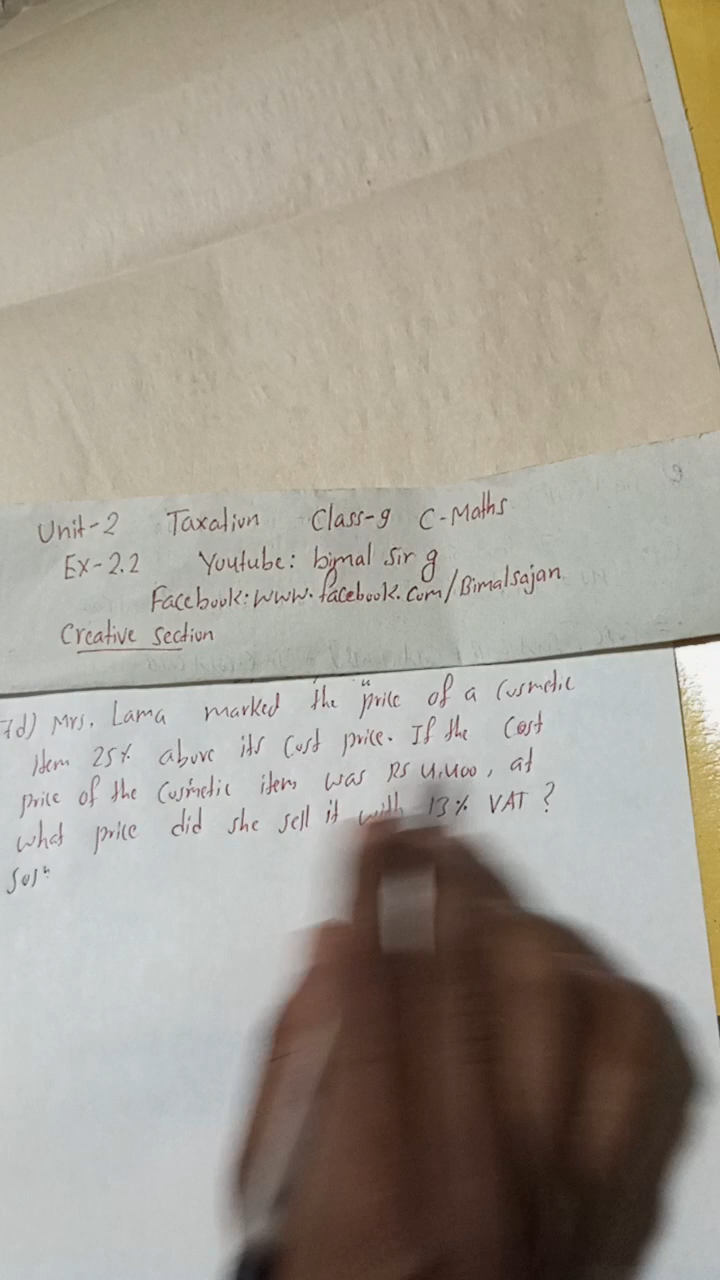 Unit-2 Taxation Class-9 C-Maths
Ex-2.2 Youtube: bimal sir g
Facebook: www.facebook.com/Bimalsajan
Creative section
7d) Mrs. Lama marked the price of a cosmetic
item 25% above its cost price. If the cost
price of the cosmetic item was RS 4,400, at
what price did she sell it with 13% VAT ?
Solⁿ